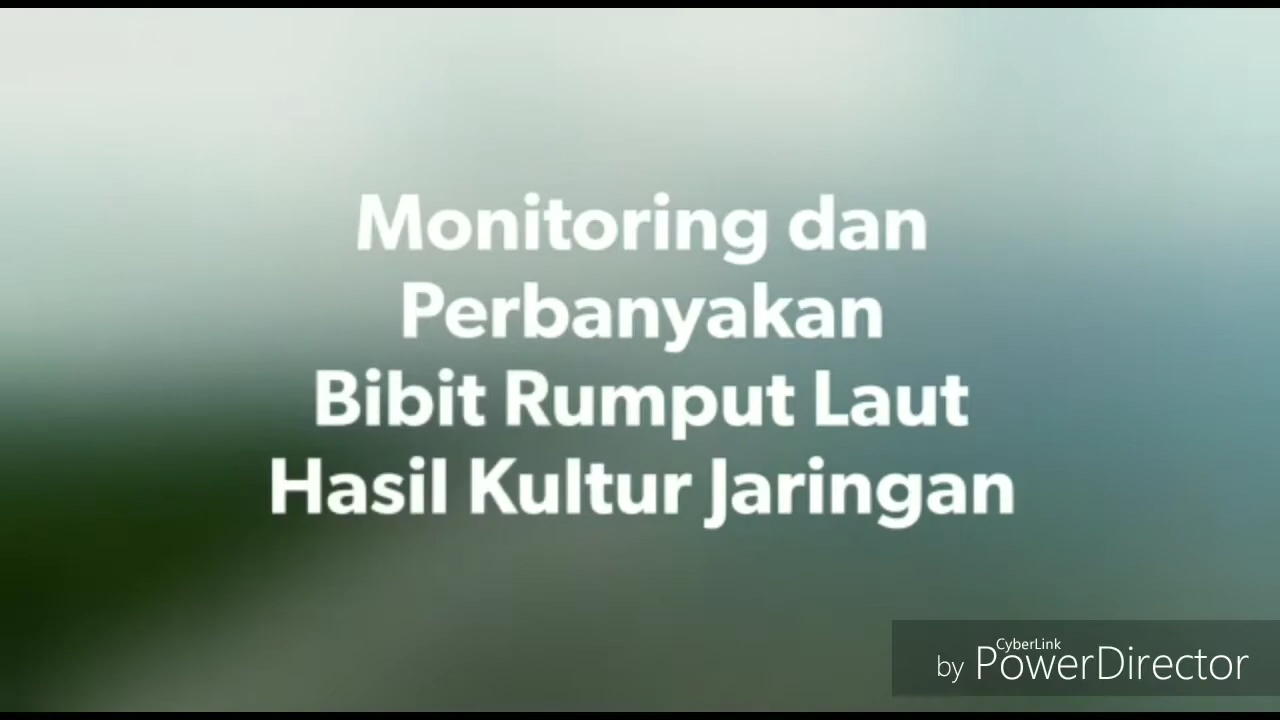 Monitoring dan
Perbanyakan
Bibit Rumput Laut
Hasil Kultur Jaringan
CyberLink
by PowerDirector